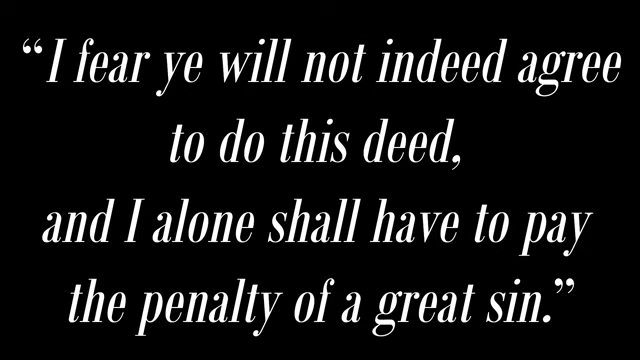 “I fear ye will not indeed agree
to do this deed,
and I alone shall have to pay
the penalty of a great sin.”